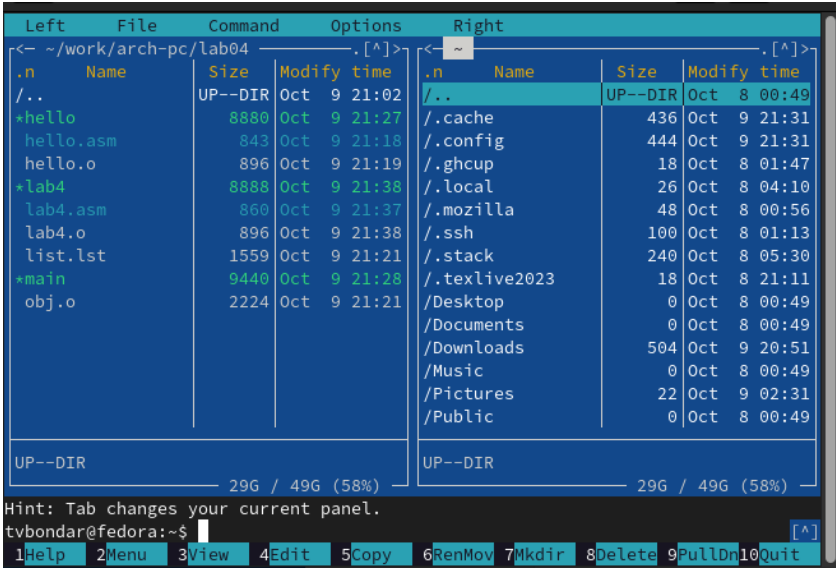 Left File Command Options Right
<─ ~/work/arch-pc/lab04 ─.[^]>
.n Name Size Modify time
/.. UP--DIR Oct 9 21:02
*hello 8880 Oct 9 21:27
hello.asm 843 Oct 9 21:18
hello.o 896 Oct 9 21:19
*lab4 8888 Oct 9 21:38
lab4.asm 860 Oct 9 21:37
lab4.o 896 Oct 9 21:38
list.lst 1559 Oct 9 21:21
*main 9440 Oct 9 21:28
obj.o 2224 Oct 9 21:21
UP--DIR
29G / 49G (58%)
<─ ~ ─.[^]>
.n Name Size Modify time
/.. UP--DIR Oct 8 00:49
/.cache 436 Oct 9 21:31
/.config 444 Oct 9 21:31
/.ghcup 18 Oct 8 01:47
/.local 26 Oct 8 04:10
/.mozilla 48 Oct 8 00:56
/.ssh 100 Oct 8 01:13
/.stack 240 Oct 8 05:30
/.texlive2023 18 Oct 8 21:11
/Desktop 0 Oct 8 00:49
/Documents 0 Oct 8 00:49
/Downloads 504 Oct 9 20:51
/Music 0 Oct 8 00:49
/Pictures 22 Oct 9 02:31
/Public 0 Oct 8 00:49
UP--DIR
29G / 49G (58%)
Hint: Tab changes your current panel.
tvbondar@fedora:~$ [^]
1Help 2Menu 3View 4Edit 5Copy 6RenMov 7Mkdir 8Delete 9PullDn 10Quit